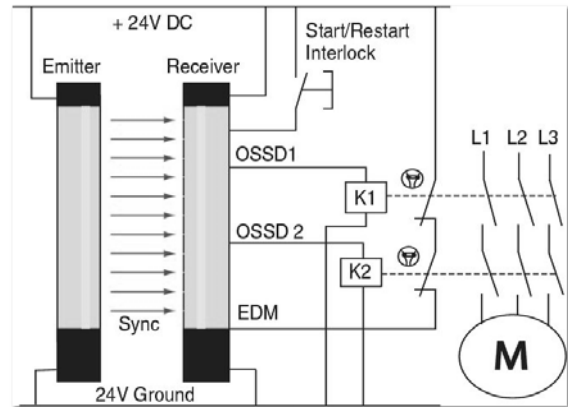 + 24V DC
Start/Restart
Interlock
Emitter
Receiver
L1 L2 L3
OSSD1
K1
OSSD 2
K2
EDM
Sync
M
24V Ground